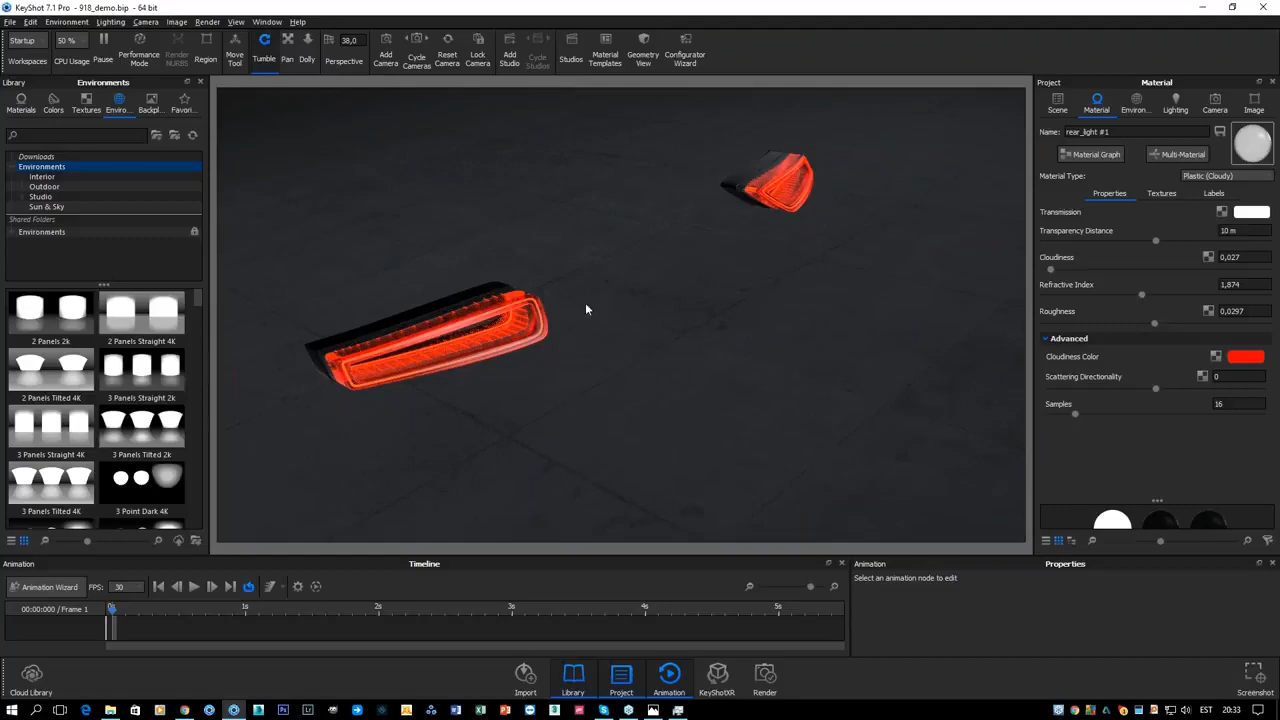 KeyShot 7.1 Pro - 918_demo.bip - 64 bit
File Edit Environment Lighting Camera Image Render View Window Help
Startup 50 % 38,0
Workspaces CPU Usage Pause Performance Mode Render NURBS Region Move Tool Tumble Pan Dolly Perspective Add Camera Cycle Cameras Reset Camera Lock Camera Add Studio Cycle Studios Studios Material Templates Geometry View Configurator Wizard
Library Environments
Materials Colors Textures Enviro... Backpl... Favori...
Downloads
Environments
Interior
Outdoor
Studio
Sun & Sky
Shared Folders
Environments
2 Panels 2k 2 Panels Straight 4K
2 Panels Tilted 4K 3 Panels Straight 2k
3 Panels Straight 4K 3 Panels Tilted 2k
3 Panels Tilted 4K 3 Point Dark 4K
Project Material
Scene Material Environ... Lighting Camera Image
Name: rear_light #1
Material Graph Multi-Material
Material Type: Plastic (Cloudy)
Properties Textures Labels
Transmission
Transparency Distance 10 m
Cloudiness 0,027
Refractive Index 1,874
Roughness 0,0297
Advanced
Cloudiness Color
Scattering Directionality 0
Samples 16
Animation Timeline
Animation Wizard FPS: 30
00:00:000 / Frame 1 0s 1s 2s 3s 4s 5s
Animation Properties
Select an animation node to edit
Cloud Library Import Library Project Animation KeyShotXR Render Screenshot
EST 20:33